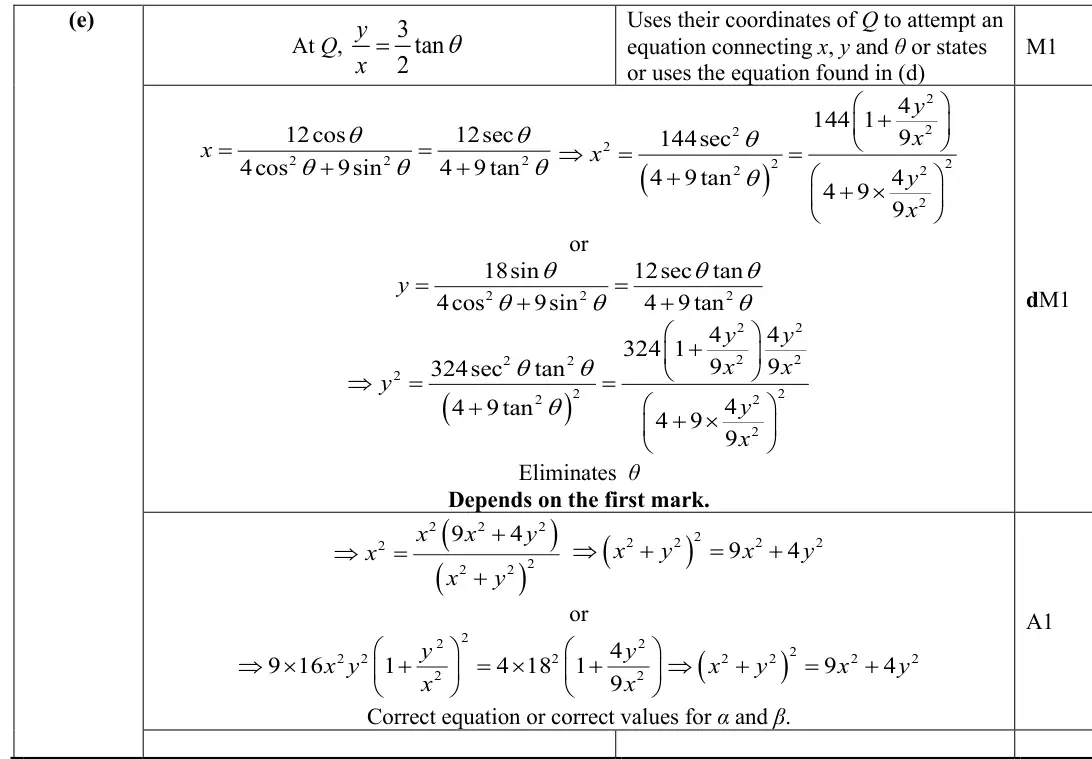 (e)
At Q, y/x = 3/2 tan θ
Uses their coordinates of Q to attempt an
equation connecting x, y and θ or states
or uses the equation found in (d)
M1
x = 12cosθ/(4cos²θ + 9sin²θ) = 12secθ/(4 + 9tan²θ) ⇒ x² = 144sec²θ/(4 + 9tan²θ)² = 144(1 + 4y²/9x²)/(4 + 9 × 4y²/9x²)²
or
y = 18sinθ/(4cos²θ + 9sin²θ) = 12secθ tanθ/(4 + 9tan²θ)
⇒ y² = 324sec²θ tan²θ/(4 + 9tan²θ)² = 324(1 + 4y²/9x²)4y²/9x²/(4 + 9 × 4y²/9x²)²
Eliminates θ
Depends on the first mark.
dM1
⇒ x² = x²(9x² + 4y²)/(x² + y²)² ⇒ (x² + y²)² = 9x² + 4y²
or
⇒ 9×16x²y²(1 + y²/x²)² = 4×18²(1 + 4y²/9x²) ⇒ (x² + y²)² = 9x² + 4y²
Correct equation or correct values for α and β.
A1